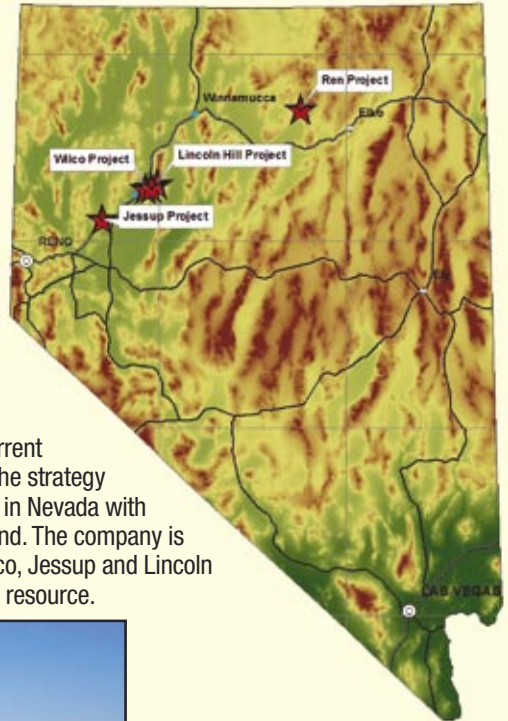 Ren Project
Winnamucca
Elko
Wilco Project
Lincoln Hill Project
Jessup Project
RENO
LAS VEGAS
rrent
he strategy
in Nevada with
nd. The company is
co, Jessup and Lincoln
resource.